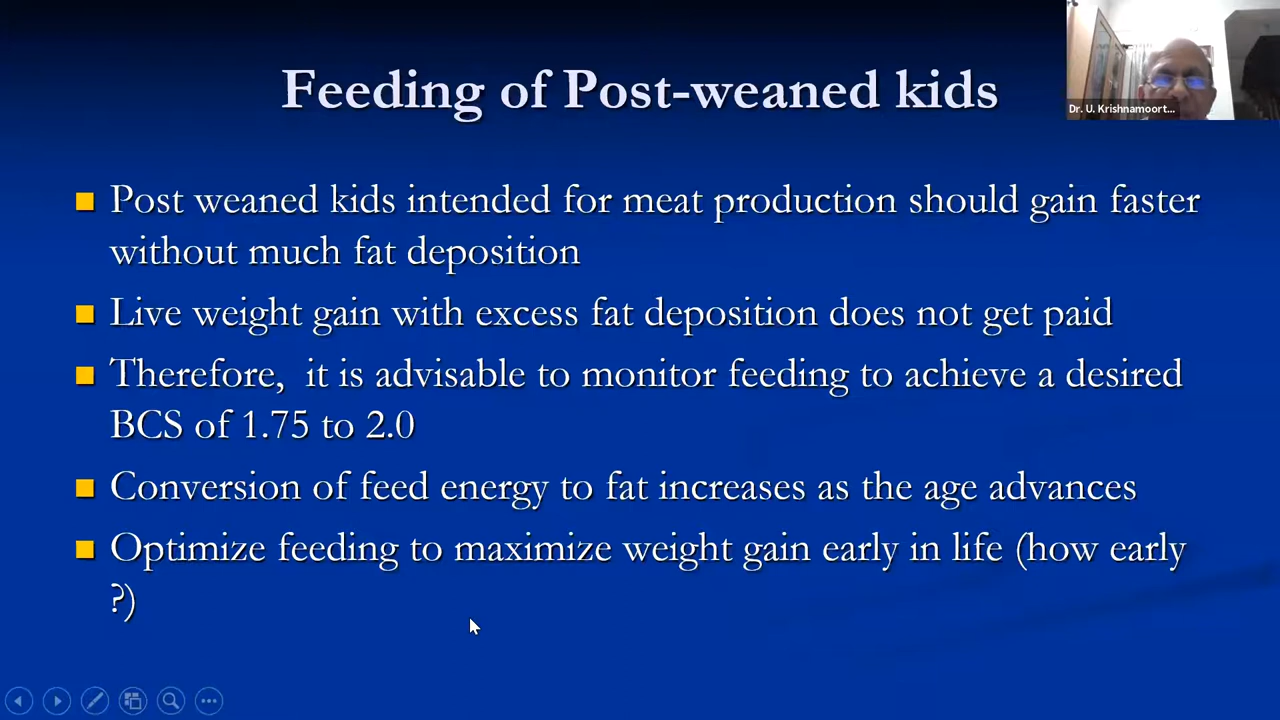 Feeding of Post-weaned kids
Dr. U. Krishnamoort...
Post weaned kids intended for meat production should gain faster
without much fat deposition
Live weight gain with excess fat deposition does not get paid
Therefore,  it is advisable to monitor feeding to achieve a desired
BCS of 1.75 to 2.0
Conversion of feed energy to fat increases as the age advances
Optimize feeding to maximize weight gain early in life (how early
?)